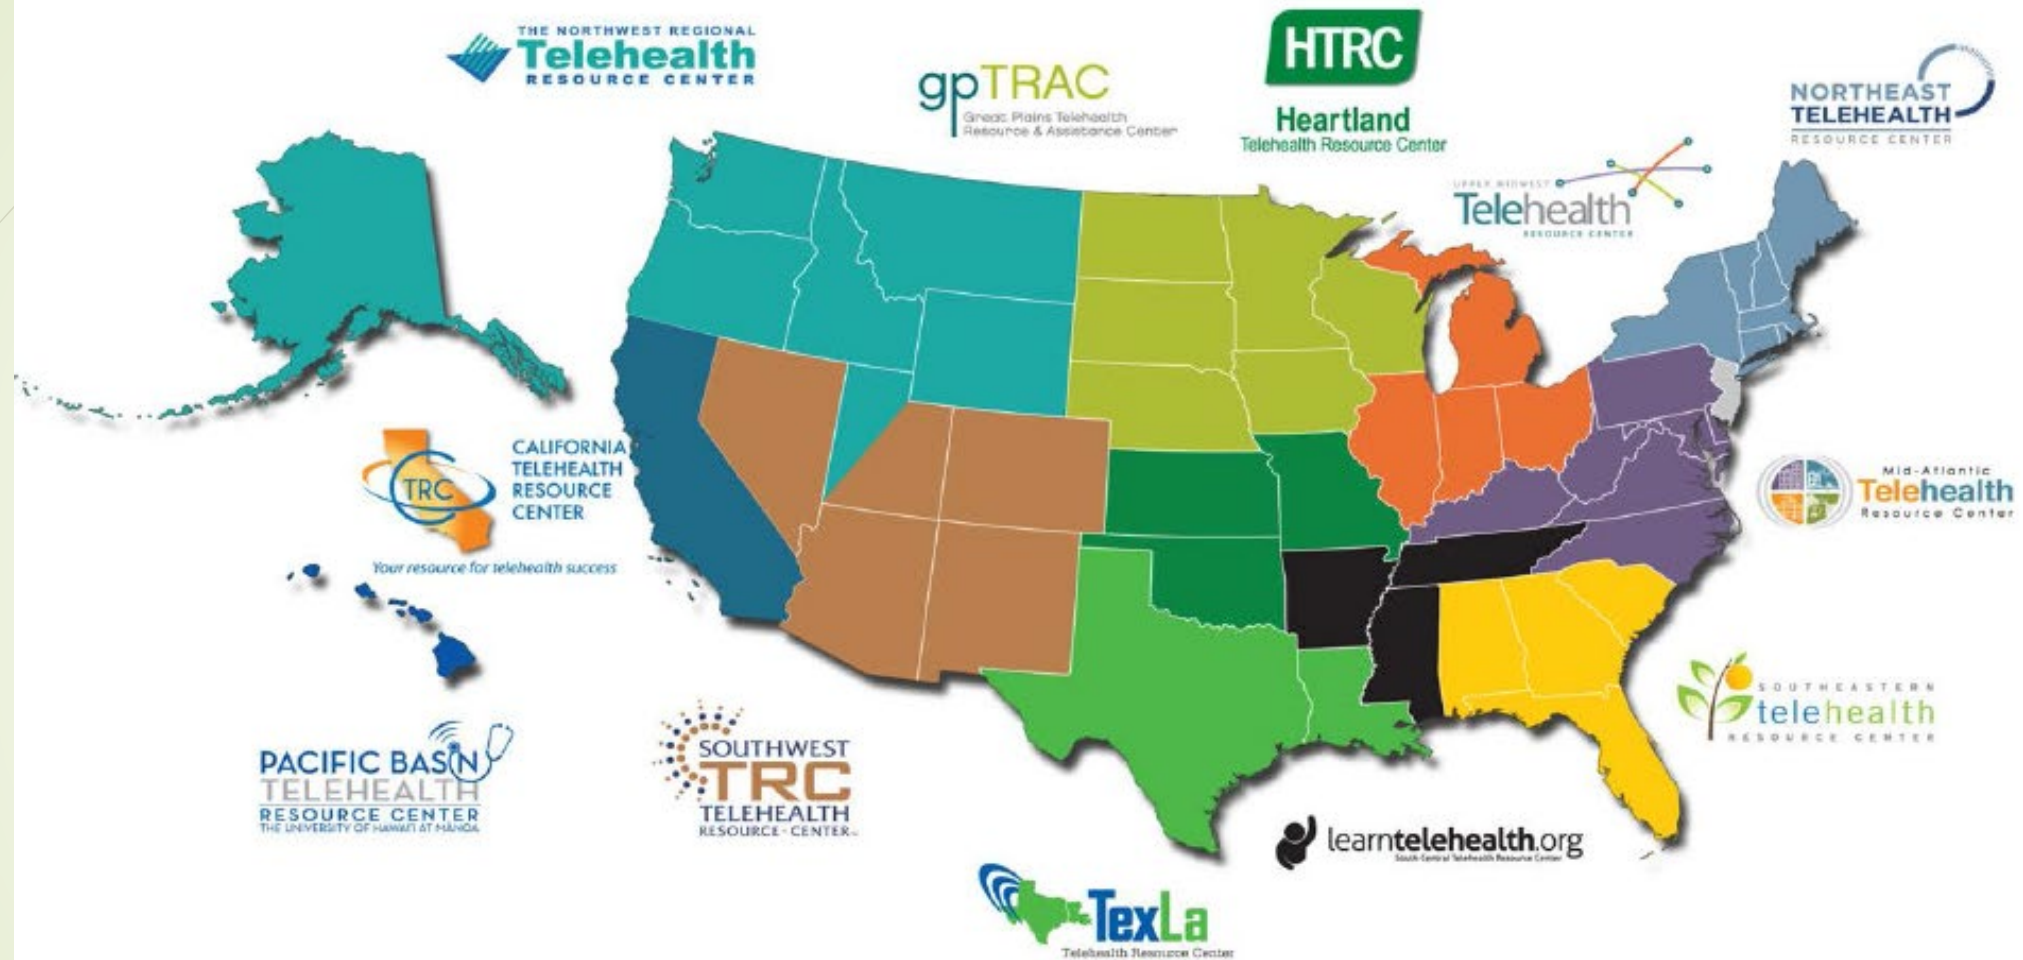 THE NORTHWEST REGIONAL
Telehealth
RESOURCE CENTER
gpTRAC
Great Plains Telehealth
Resource & Assistance Center
HTRC
Heartland
Telehealth Resource Center
NORTHEAST
TELEHEALTH
RESOURCE CENTER
UPPER MIDWEST
Telehealth
RESOURCE CENTER
TRC
CALIFORNIA
TELEHEALTH
RESOURCE
CENTER
Your resource for telehealth success
Mid-Atlantic
Telehealth
Resource Center
PACIFIC BASIN
TELEHEALTH
RESOURCE CENTER
THE UNIVERSITY OF HAWAI'I AT MĀNOA
SOUTHWEST
TRC
TELEHEALTH
RESOURCE · CENTER
SOUTHEASTERN
telehealth
RESOURCE CENTER
learntelehealth.org
South Central Telehealth Resource Center
TexLa
Telehealth Resource Center